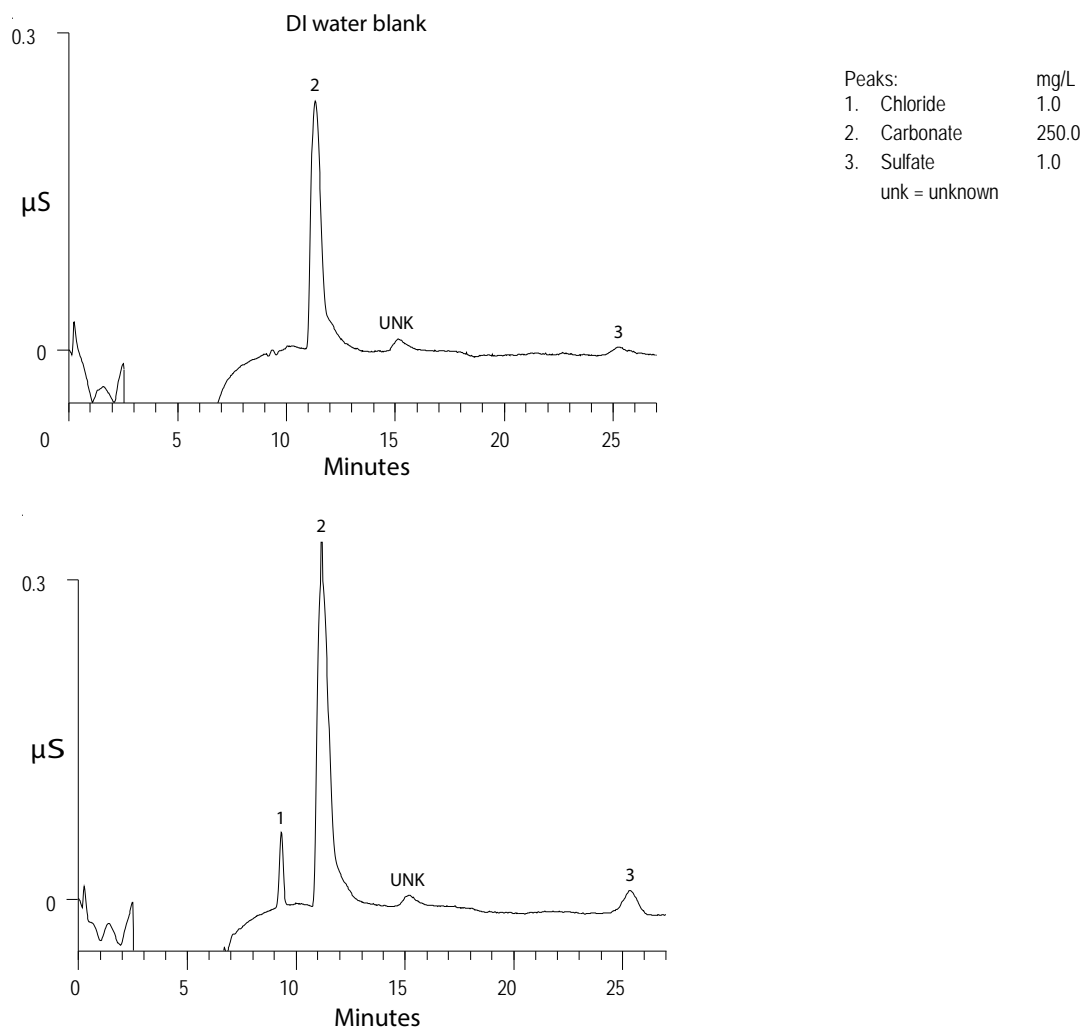 DI water blank
0.3
2
µS
UNK
3
0
0 5 10 15 20 25
Minutes
Peaks: mg/L
1. Chloride 1.0
2. Carbonate 250.0
3. Sulfate 1.0
unk = unknown
2
0.3
µS
1
UNK
3
0
0 5 10 15 20 25
Minutes